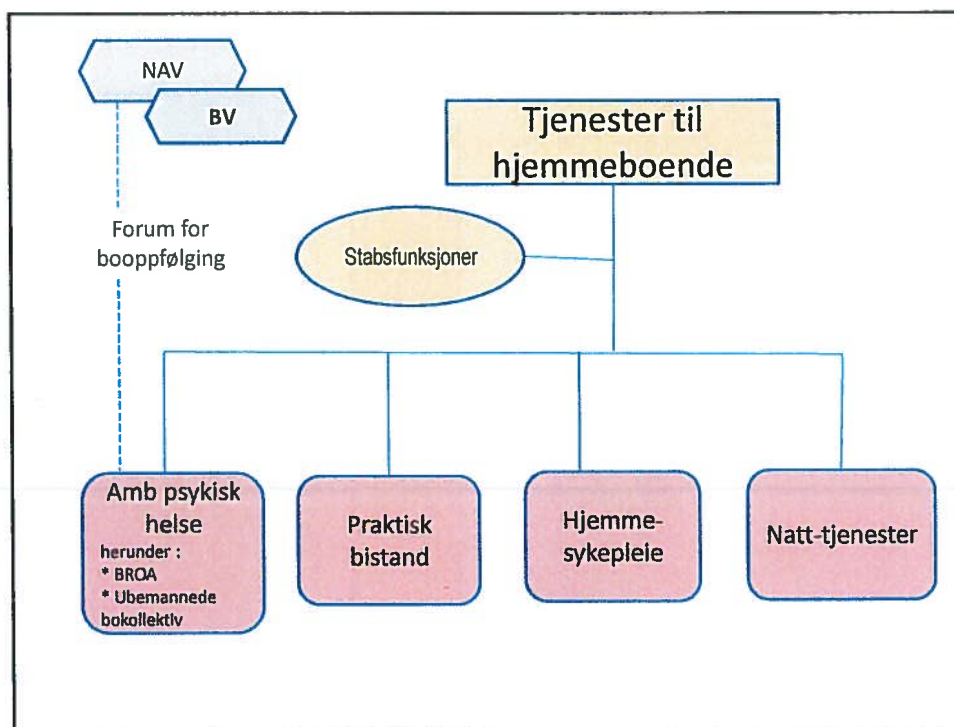 NAV
BV
Tjenester til
hjemmeboende
Forum for
booppfølging
Stabsfunksjoner
Amb psykisk
helse
herunder :
* BROA
* Ubemannede
bokollektiv
Praktisk
bistand
Hjemme-
sykepleie
Natt-tjenester